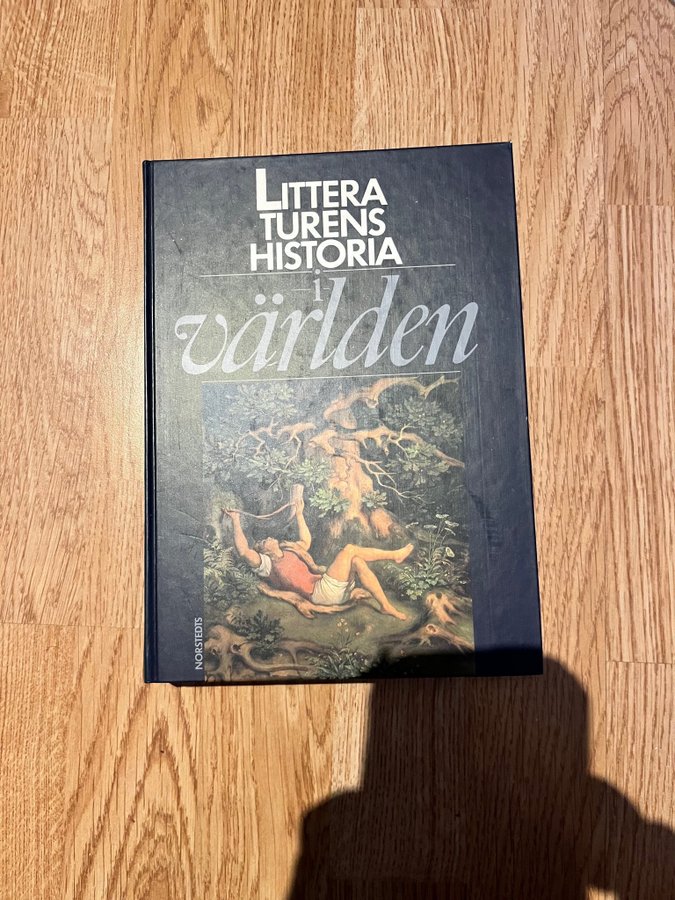 LITTERA
TURENS
HISTORIA
i
världen
NORSTEDTS